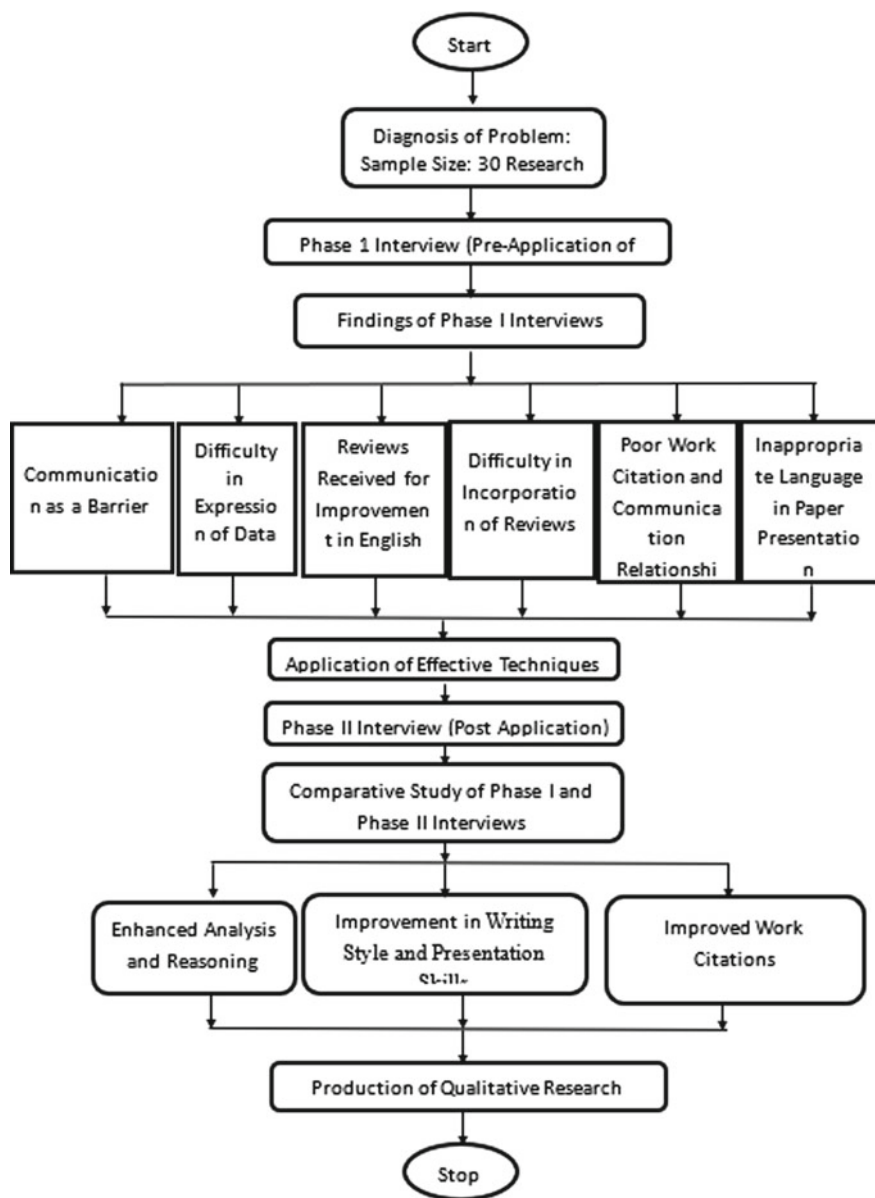 Start
Diagnosis of Problem:
Sample Size: 30 Research
Phase 1 Interview (Pre-Application of
Findings of Phase I Interviews
Communicatio
n as a Barrier
Difficulty
in
Expressio
n of Data
Reviews
Received for
Improvemen
t in English
Difficulty in
Incorporatio
n of Reviews
Poor Work
Citation and
Communica
tion
Relationshi
Inappropria
te Language
in Paper
Presentatio
n
Application of Effective Techniques
Phase II Interview (Post Application)
Comparative Study of Phase I and
Phase II Interviews
Enhanced Analysis
and Reasoning
Improvement in Writing
Style and Presentation
Skills
Improved Work
Citations
Production of Qualitative Research
Stop